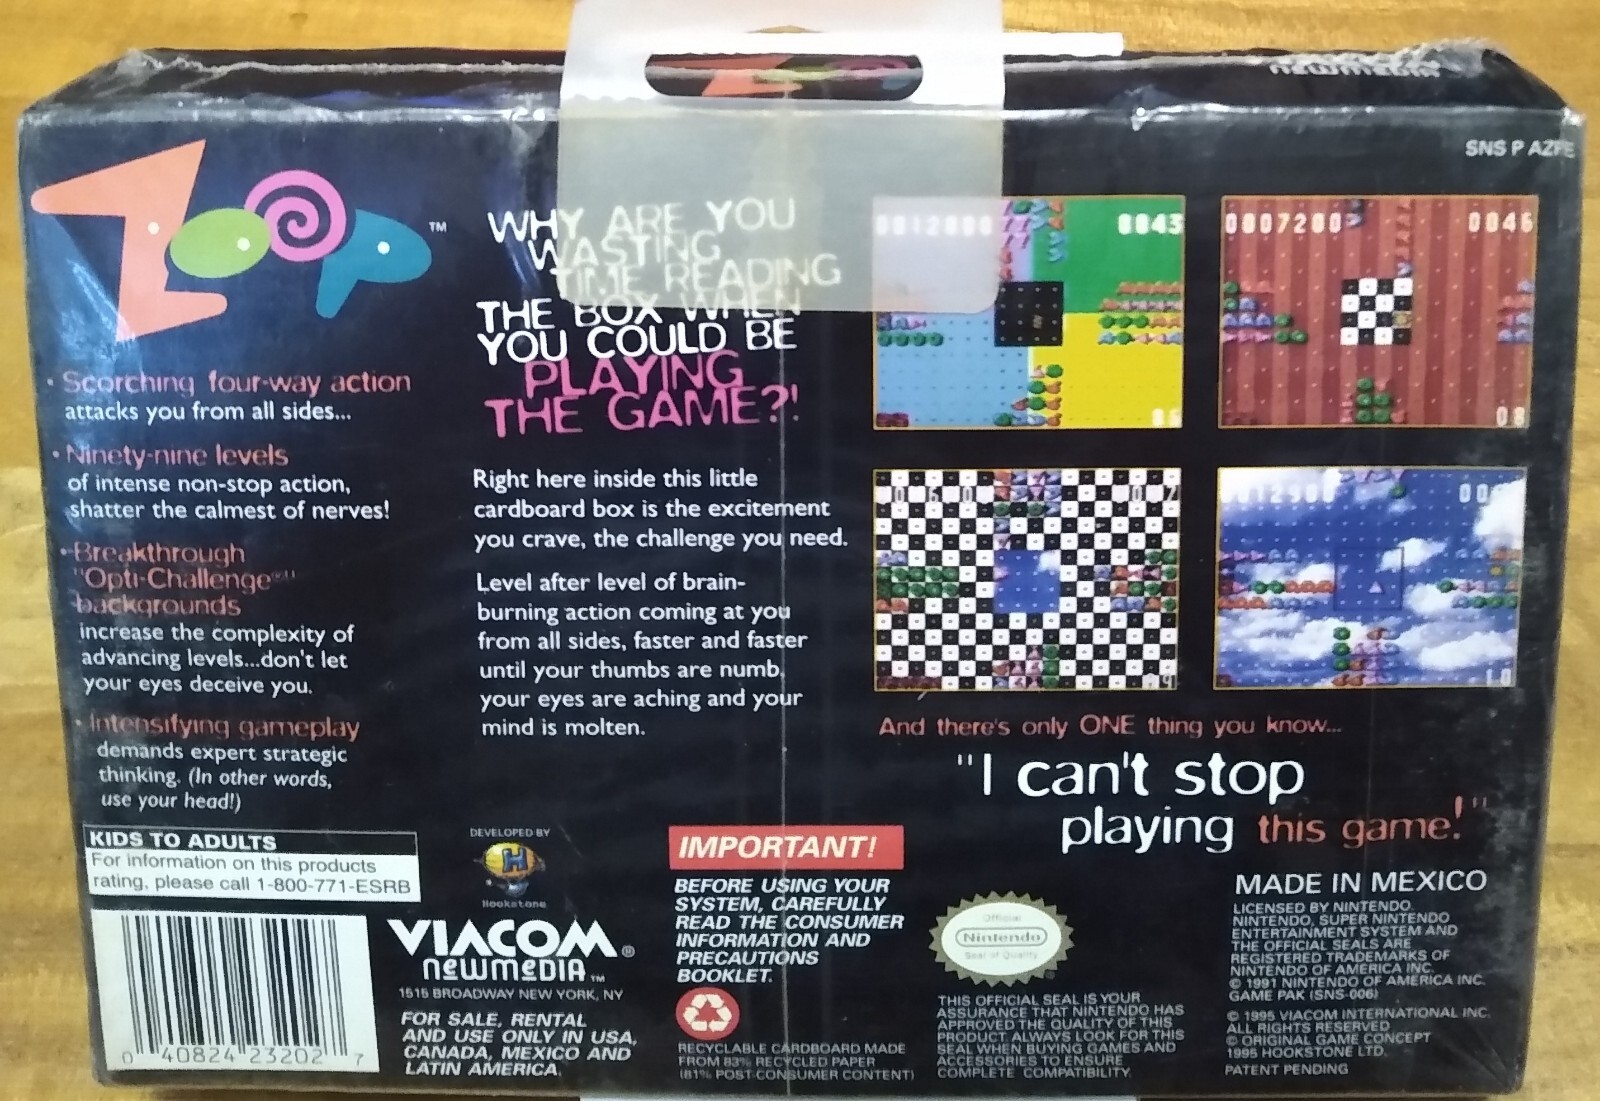 newmedia
SNS P AZPE
Zoop™
WHY ARE YOU
WASTING
TIME READING
THE BOX WHEN
YOU COULD BE
PLAYING
THE GAME?!
• Scorching four-way action
attacks you from all sides...
• Ninety-nine levels
of intense non-stop action,
shatter the calmest of nerves!
• Breakthrough
"Opti-Challenge™"
backgrounds
increase the complexity of
advancing levels...don't let
your eyes deceive you.
• Intensifying gameplay
demands expert strategic
thinking. (In other words,
use your head!)
Right here inside this little
cardboard box is the excitement
you crave, the challenge you need.
Level after level of brain-
burning action coming at you
from all sides, faster and faster
until your thumbs are numb,
your eyes are aching and your
mind is molten.
0012800
0043
0007200
0046
08
And there's only ONE thing you know...
"I can't stop
playing this game!"
KIDS TO ADULTS
For information on this products
rating, please call 1-800-771-ESRB
0 40824 23202 7
DEVELOPED BY
H
Hookstone
VIACOM®
newmedia™
1515 BROADWAY NEW YORK, NY
FOR SALE, RENTAL
AND USE ONLY IN USA,
CANADA, MEXICO AND
LATIN AMERICA.
IMPORTANT!
BEFORE USING YOUR
SYSTEM, CAREFULLY
READ THE CONSUMER
INFORMATION AND
PRECAUTIONS
BOOKLET.
RECYCLABLE CARDBOARD MADE
FROM 83% RECYCLED PAPER
(81% POST-CONSUMER CONTENT)
Official
Nintendo
Seal of Quality
THIS OFFICIAL SEAL IS YOUR
ASSURANCE THAT NINTENDO HAS
APPROVED THE QUALITY OF THIS
PRODUCT. ALWAYS LOOK FOR THIS
SEAL WHEN BUYING GAMES AND
ACCESSORIES TO ENSURE
COMPLETE COMPATIBILITY.
MADE IN MEXICO
LICENSED BY NINTENDO.
NINTENDO, SUPER NINTENDO
ENTERTAINMENT SYSTEM AND
THE OFFICIAL SEALS ARE
REGISTERED TRADEMARKS OF
NINTENDO OF AMERICA INC.
© 1991 NINTENDO OF AMERICA INC.
GAME PAK (SNS-006)
© 1995 VIACOM INTERNATIONAL INC.
ALL RIGHTS RESERVED
© ORIGINAL GAME CONCEPT
1995 HOOKSTONE LTD.
PATENT PENDING